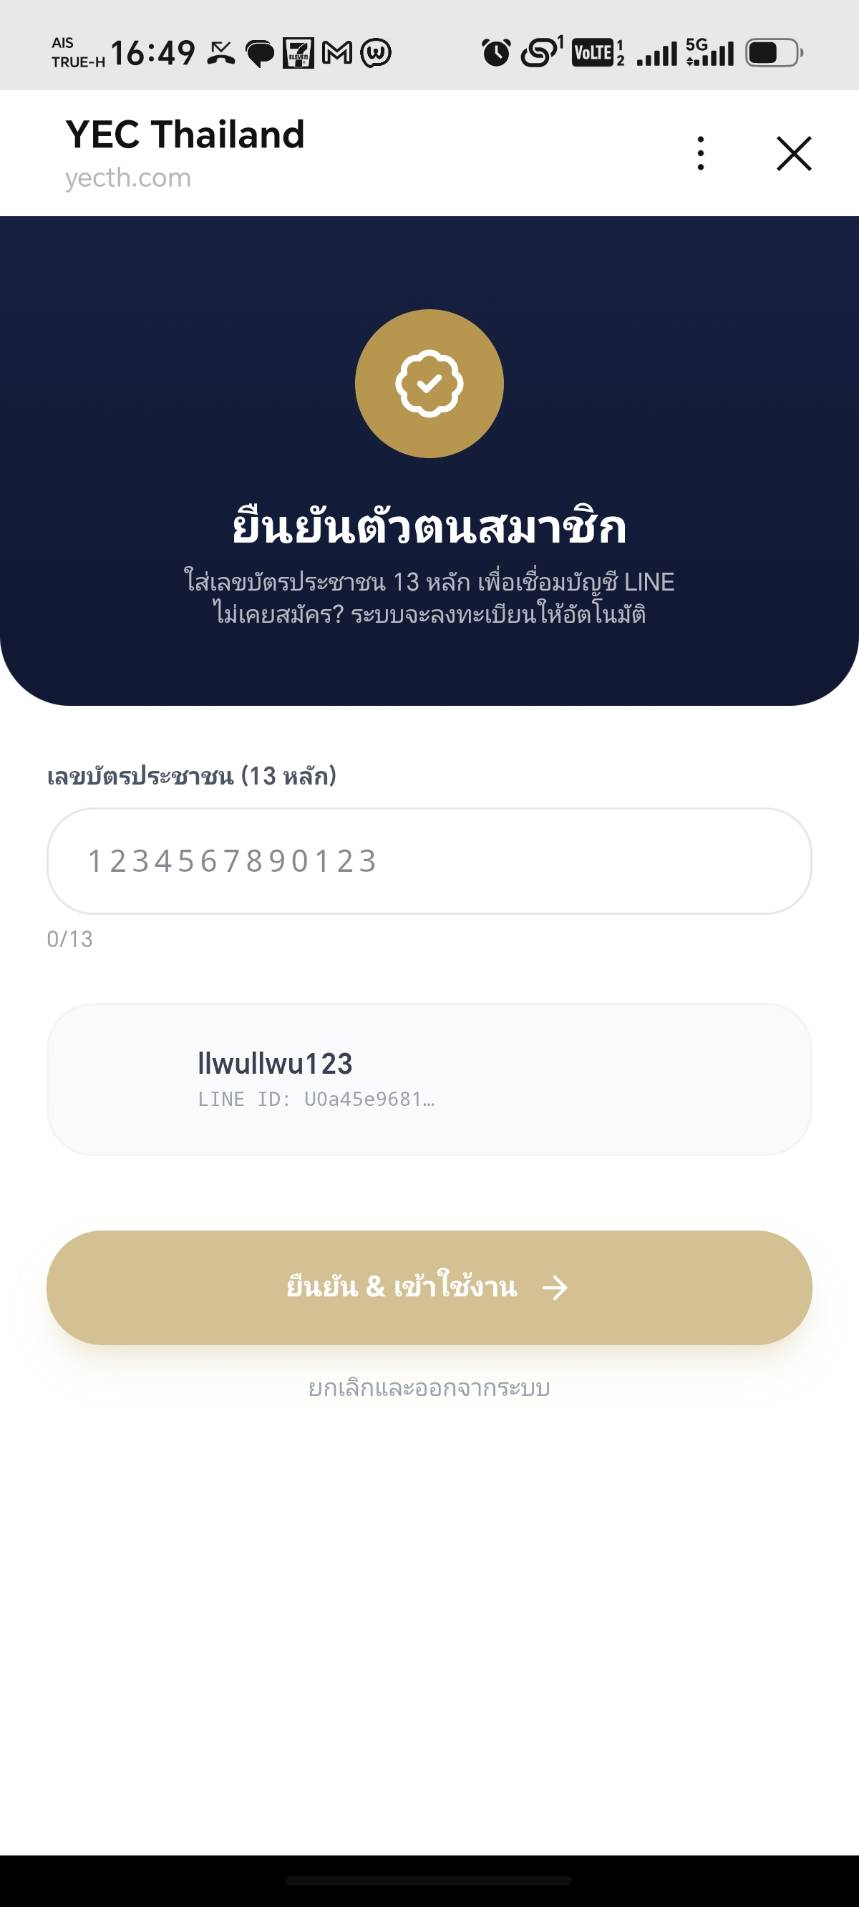 AIS
TRUE-H 16:49
VoLTE 1 2 5G
YEC Thailand
yecth.com
ยืนยันตัวตนสมาชิก
ใส่เลขบัตรประชาชน 13 หลัก เพื่อเชื่อมบัญชี LINE
ไม่เคยสมัคร? ระบบจะลงทะเบียนให้อัตโนมัติ
เลขบัตรประชาชน (13 หลัก)
1234567890123
0/13
llwullwu123
LINE ID: U0a45e9681…
ยืนยัน & เข้าใช้งาน →
ยกเลิกและออกจากระบบ